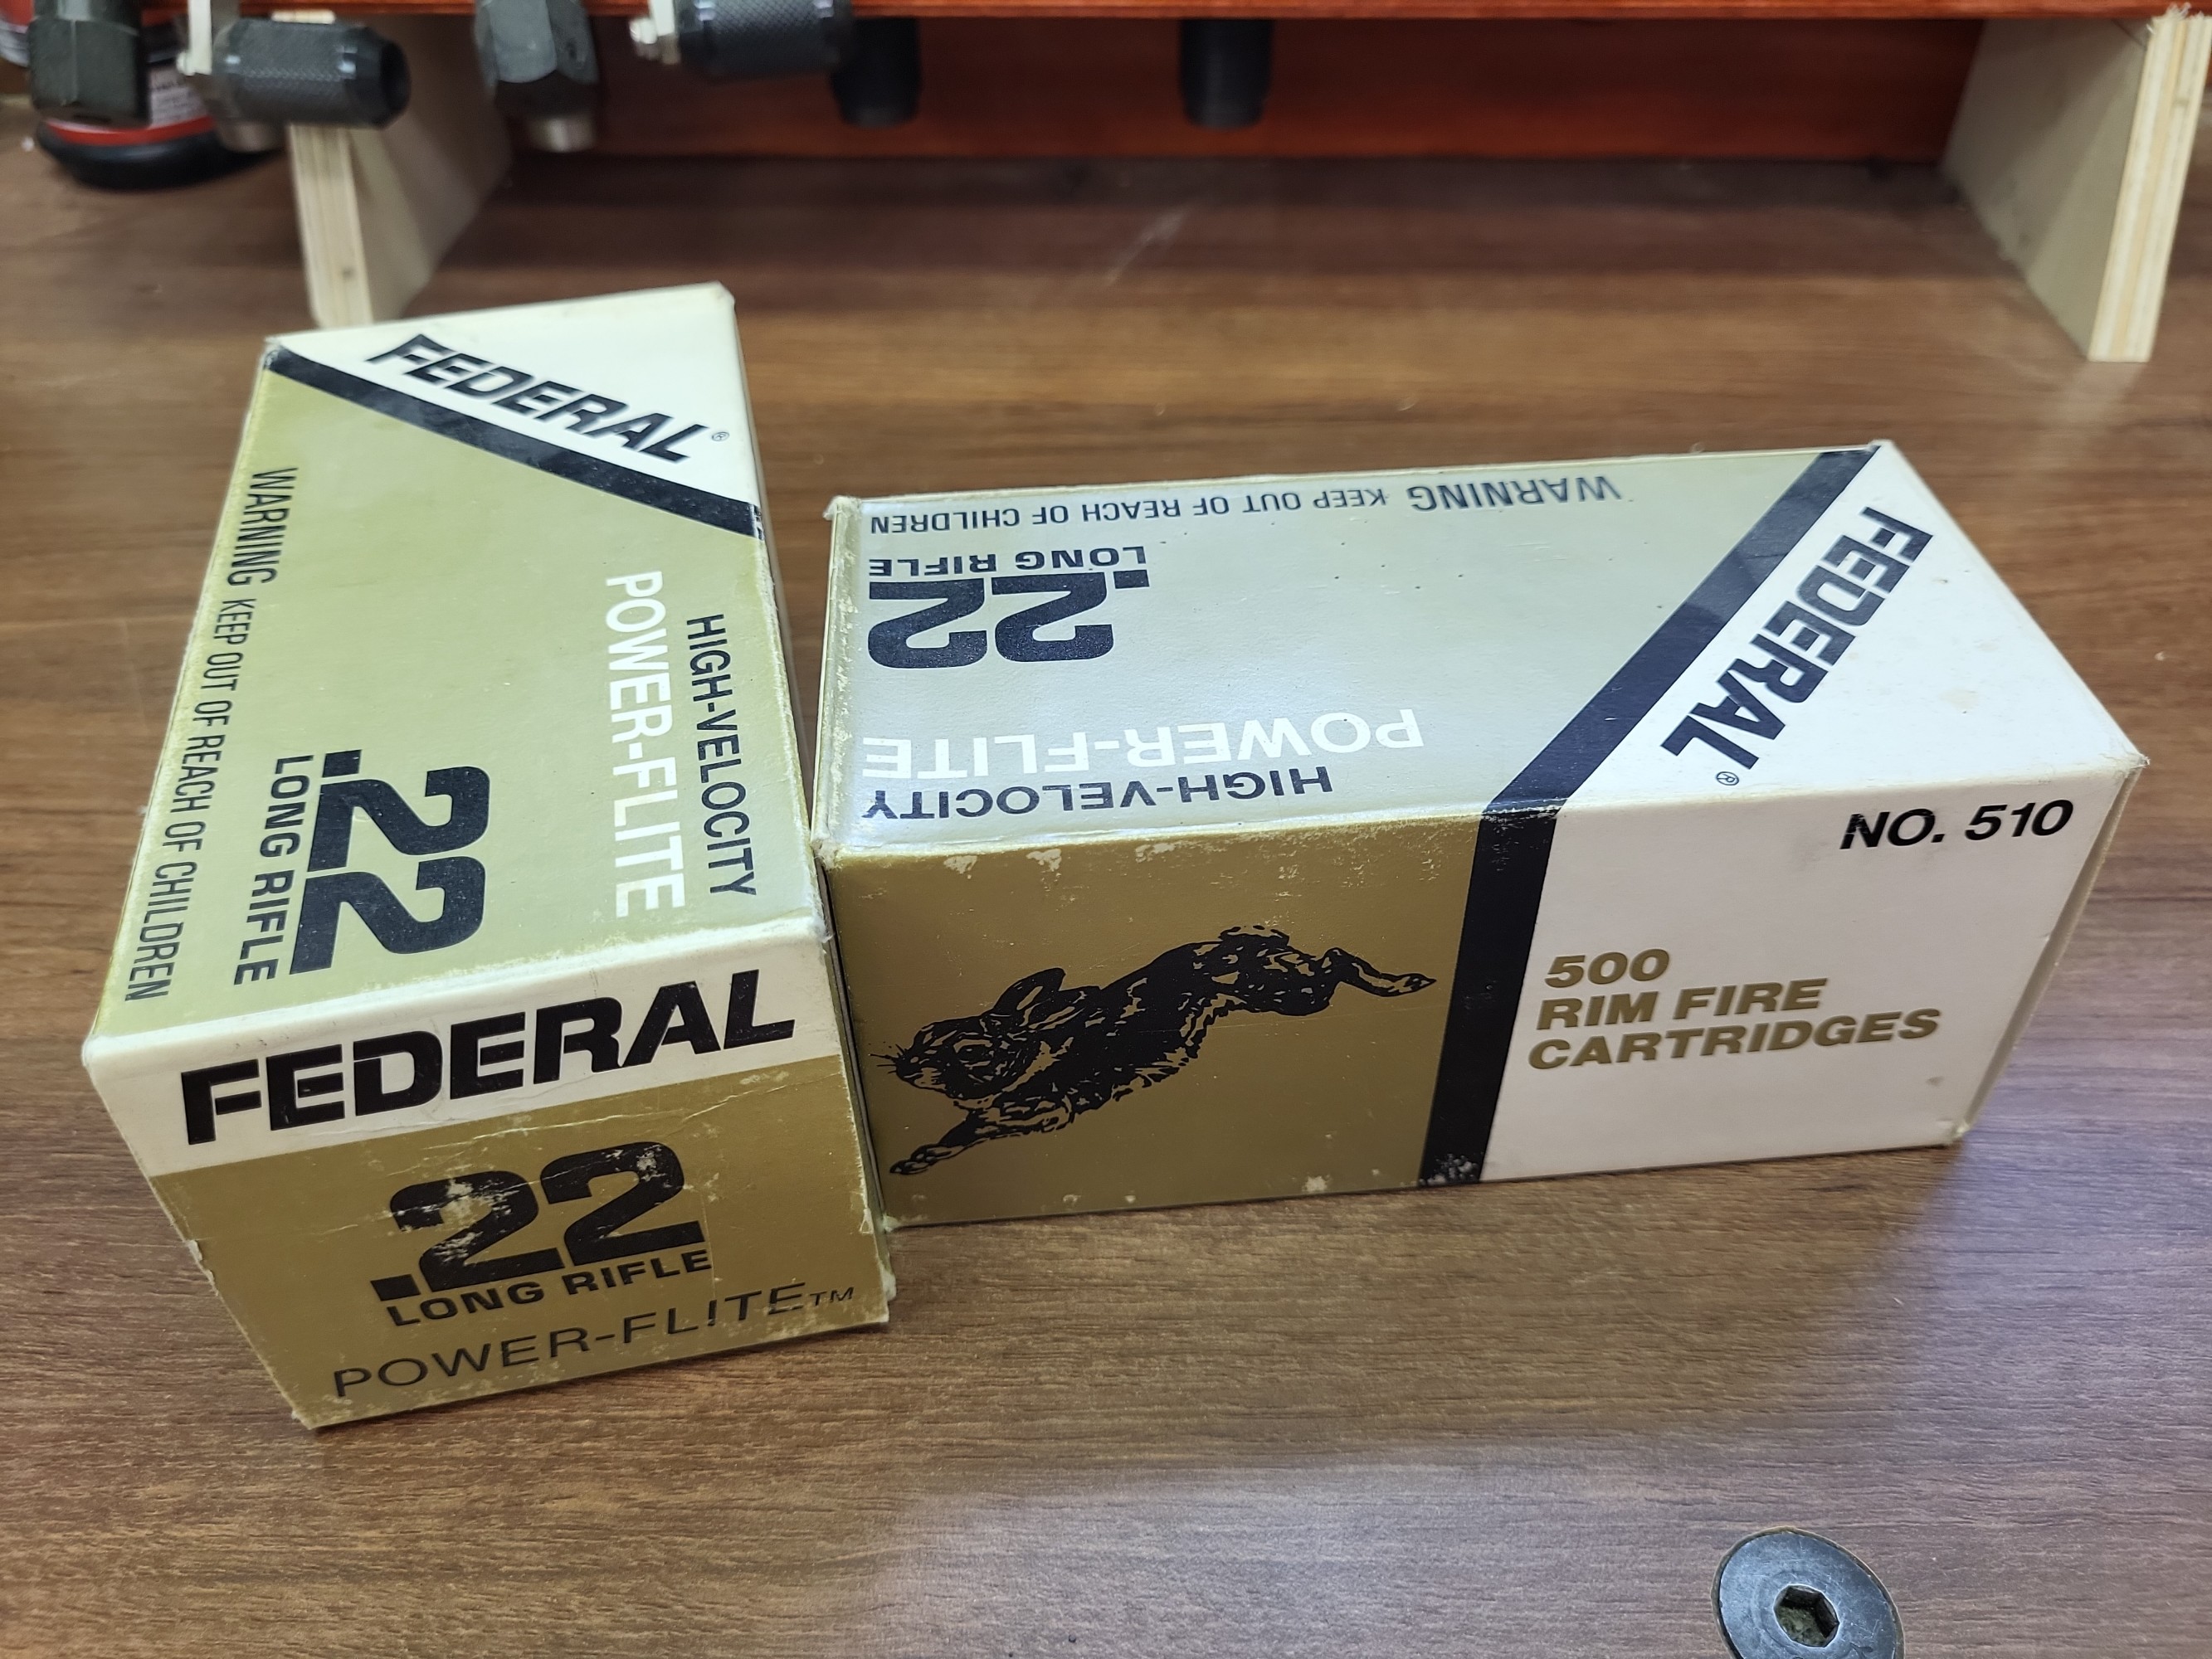 FEDERAL®
HIGH-VELOCITY
POWER-FLITE
.22
LONG RIFLE
WARNING KEEP OUT OF REACH OF CHILDREN
FEDERAL
.22
LONG RIFLE
POWER-FLITE™
FEDERAL®
HIGH-VELOCITY
POWER-FLITE
.22
LONG RIFLE
WARNING KEEP OUT OF REACH OF CHILDREN
NO. 510
500
RIM FIRE
CARTRIDGES